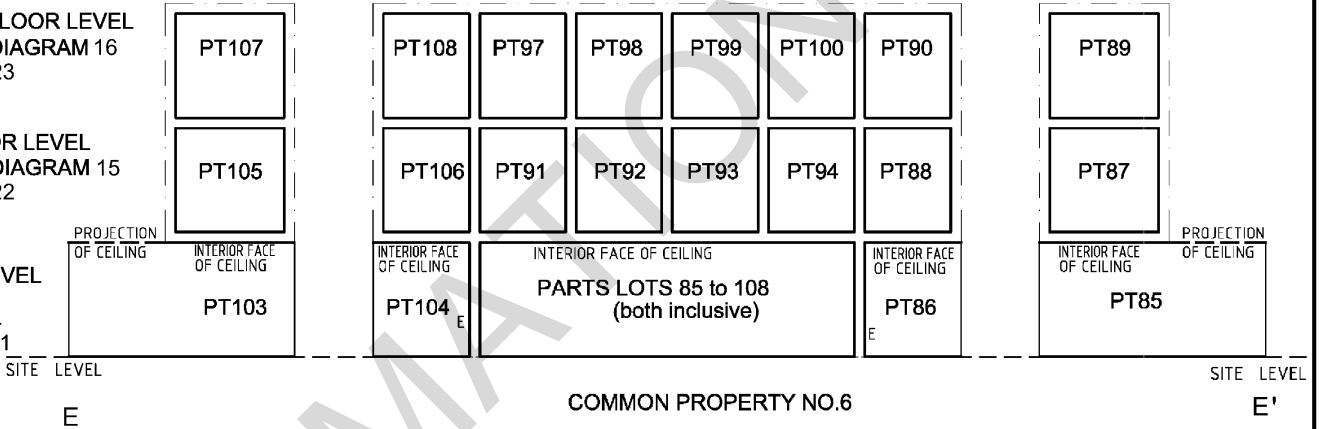 LOOR LEVEL
DIAGRAM 16
23
PT107 PT108 PT97 PT98 PT99 PT100 PT90 PT89
R LEVEL
DIAGRAM 15
22
PT105 PT106 PT91 PT92 PT93 PT94 PT88 PT87
PROJECTION
OF CEILING
INTERIOR FACE
OF CEILING
INTERIOR FACE
OF CEILING
INTERIOR FACE OF CEILING
INTERIOR FACE
OF CEILING
INTERIOR FACE
OF CEILING
PROJECTION
OF CEILING
VEL
1
PT103
PT104
E
PARTS LOTS 85 to 108
(both inclusive)
PT86
E
PT85
SITE LEVEL
SITE LEVEL
E
COMMON PROPERTY NO.6
E'
MATION